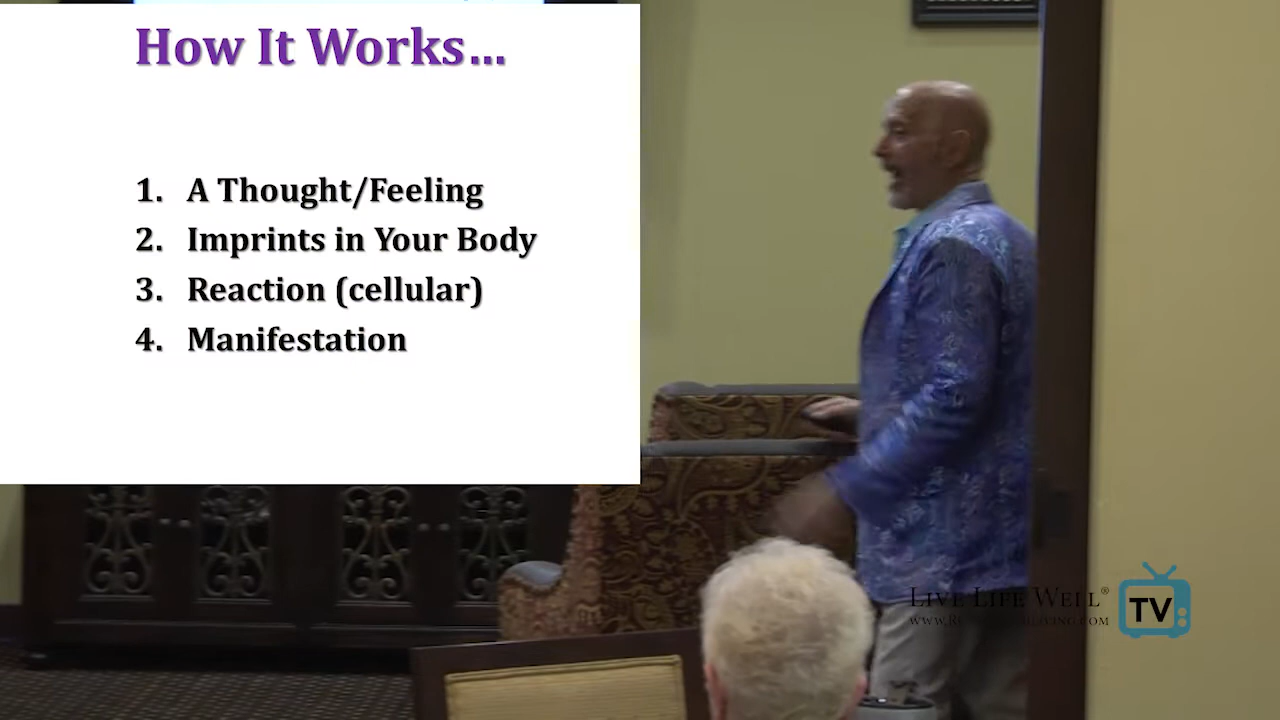 How It Works…
1. A Thought/Feeling
2. Imprints in Your Body
3. Reaction (cellular)
4. Manifestation
LIVE LIFE WELL®
TV